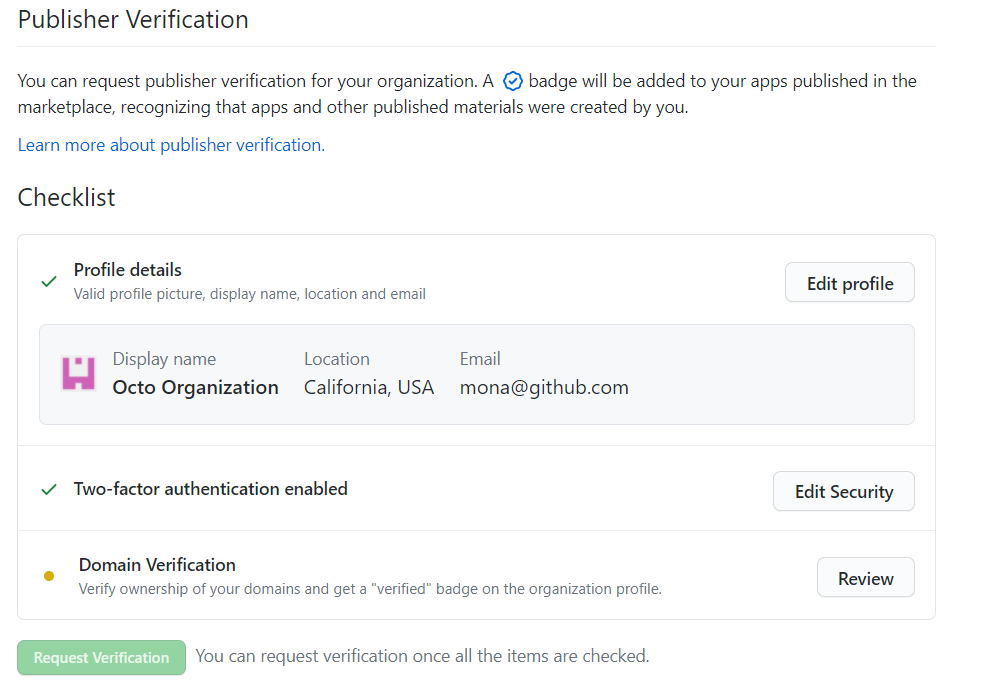 Publisher Verification
You can request publisher verification for your organization. A badge will be added to your apps published in the
marketplace, recognizing that apps and other published materials were created by you.
Learn more about publisher verification.
Checklist
Profile details
Valid profile picture, display name, location and email
Edit profile
Display name
Octo Organization
Location
California, USA
Email
mona@github.com
Two-factor authentication enabled
Edit Security
Domain Verification
Verify ownership of your domains and get a "verified" badge on the organization profile.
Review
Request Verification
You can request verification once all the items are checked.